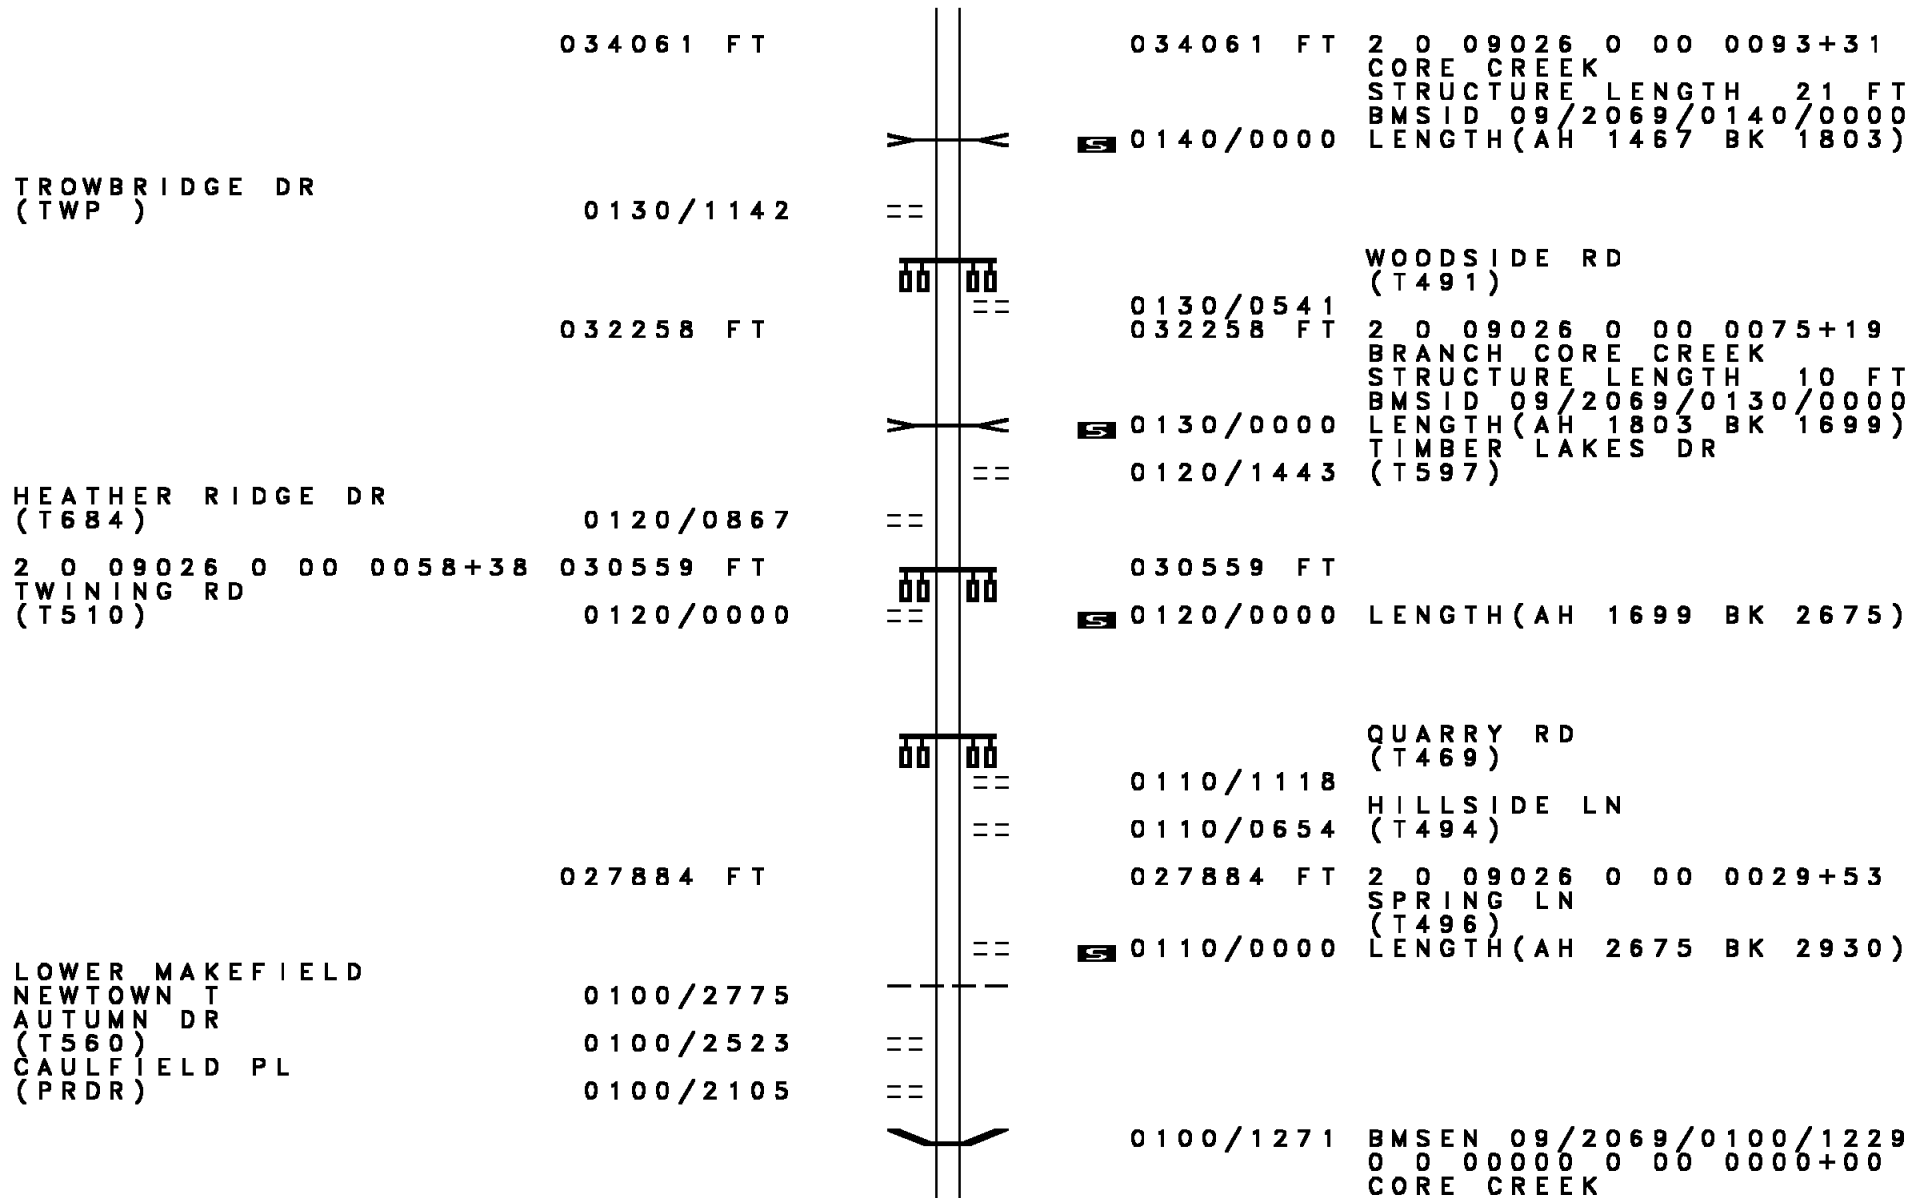 034061 FT 034061 FT 2 0 09026 0 00 0093+31
CORE CREEK
STRUCTURE LENGTH 21 FT
BMSID 09/2069/0140/0000
S 0140/0000 LENGTH(AH 1467 BK 1803)
TROWBRIDGE DR
(TWP ) 0130/1142
WOODSIDE RD
(T491)
0130/0541
032258 FT 032258 FT 2 0 09026 0 00 0075+19
BRANCH CORE CREEK
STRUCTURE LENGTH 10 FT
BMSID 09/2069/0130/0000
S 0130/0000 LENGTH(AH 1803 BK 1699)
TIMBER LAKES DR
0120/1443 (T597)
HEATHER RIDGE DR
(T684) 0120/0867
2 0 09026 0 00 0058+38 030559 FT 030559 FT
TWINING RD
(T510) 0120/0000 S 0120/0000 LENGTH(AH 1699 BK 2675)
QUARRY RD
(T469)
0110/1118
HILLSIDE LN
0110/0654 (T494)
027884 FT 027884 FT 2 0 09026 0 00 0029+53
SPRING LN
(T496)
S 0110/0000 LENGTH(AH 2675 BK 2930)
LOWER MAKEFIELD
NEWTOWN T 0100/2775
AUTUMN DR
(T560) 0100/2523
CAULFIELD PL
(PRDR) 0100/2105
0100/1271 BMSEN 09/2069/0100/1229
0 0 00000 0 00 0000+00
CORE CREEK